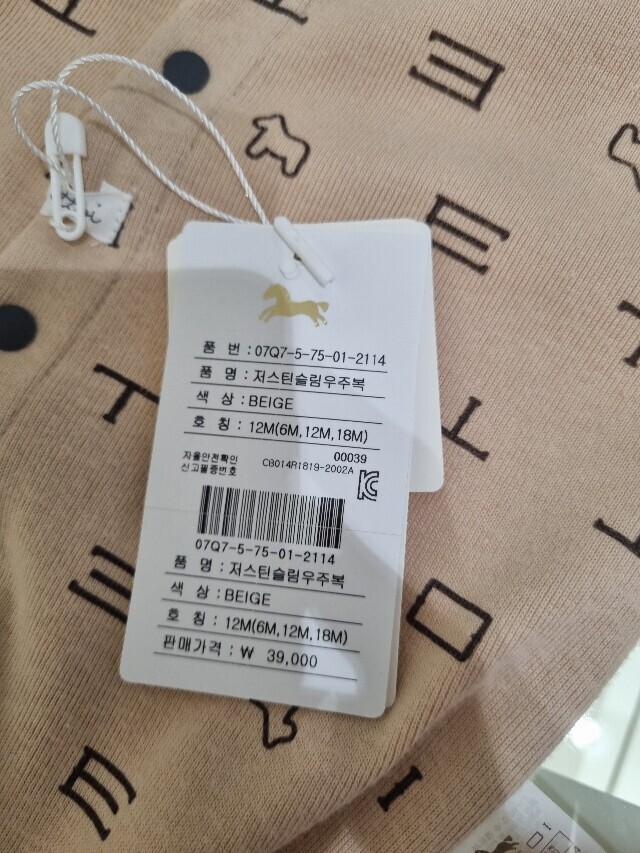 품 번 : 07Q7-5-75-01-2114
품 명 : 저스틴슬림우주복
색 상 : BEIGE
호 칭 : 12M(6M,12M,18M)
00039
자율안전확인
신고필증번호 CB014R1819-2002A
07Q7-5-75-01-2114
품 명 : 저스틴슬림우주복
색 상 : BEIGE
호 칭 : 12M(6M,12M,18M)
판매가격 : ₩ 39,000